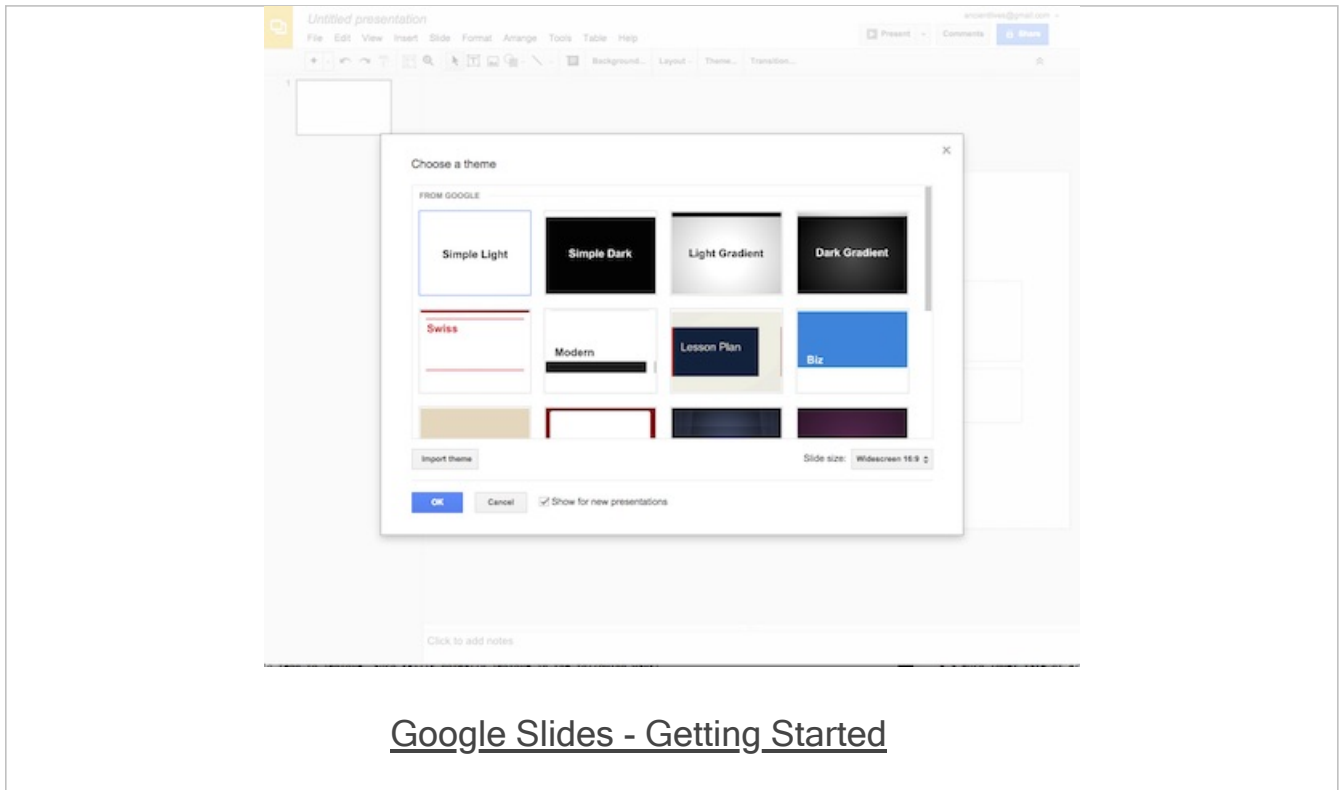 Untitled presentation
File Edit View Insert Slide Format Arrange Tools Table Help
Present Comments Share
Background... Layout Theme... Transition...
1
Choose a theme
FROM GOOGLE
Simple Light Simple Dark Light Gradient Dark Gradient
Swiss Modern Lesson Plan Biz
Import theme Slide size: Widescreen 16:9
OK Cancel Show for new presentations
Click to add notes
Google Slides - Getting Started